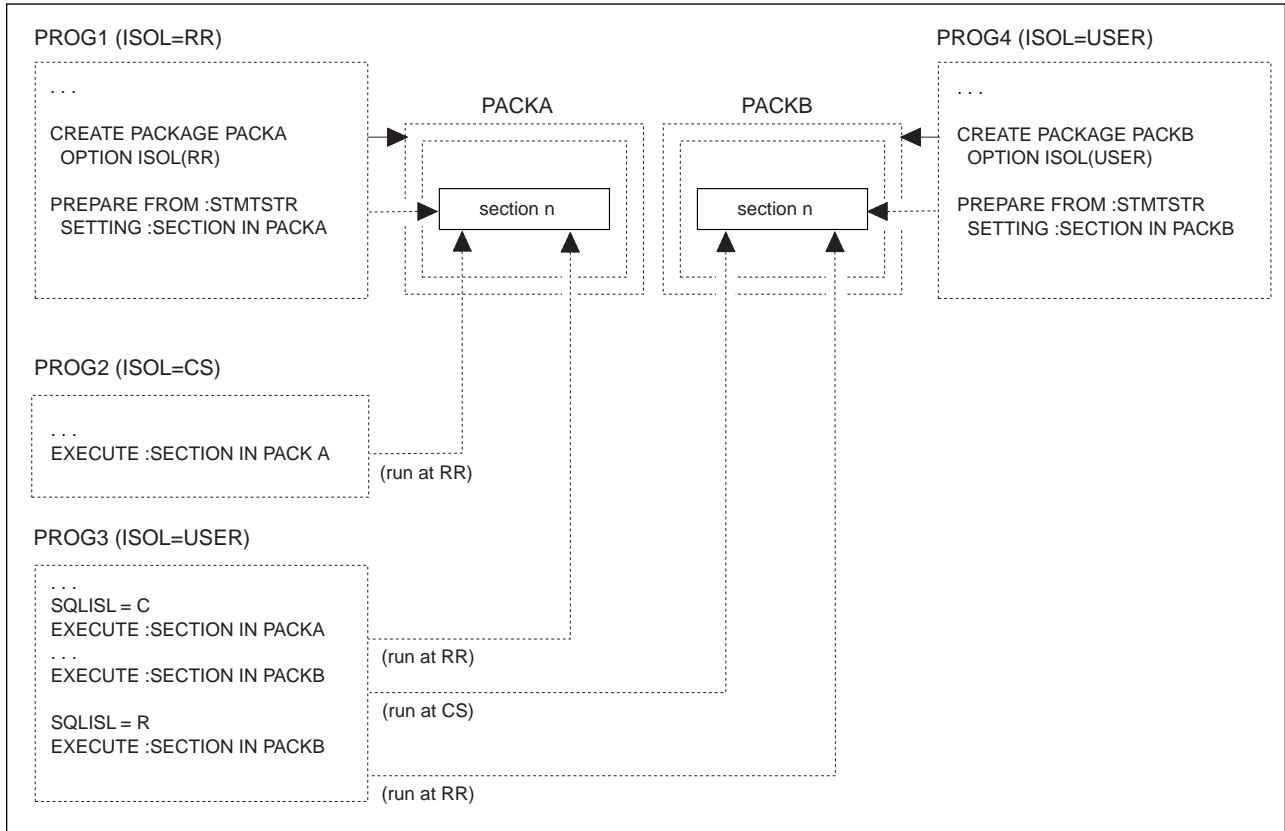 PROG1 (ISOL=RR)
. . .
CREATE PACKAGE PACKA
OPTION ISOL(RR)
PREPARE FROM :STMTSTR
SETTING :SECTION IN PACKA
PACKA
section n
PACKB
section n
PROG4 (ISOL=USER)
. . .
CREATE PACKAGE PACKB
OPTION ISOL(USER)
PREPARE FROM :STMTSTR
SETTING :SECTION IN PACKB
PROG2 (ISOL=CS)
. . .
EXECUTE :SECTION IN PACK A
(run at RR)
PROG3 (ISOL=USER)
. . .
SQLISL = C
EXECUTE :SECTION IN PACKA
. . .
EXECUTE :SECTION IN PACKB
SQLISL = R
EXECUTE :SECTION IN PACKB
(run at RR)
(run at CS)
(run at RR)